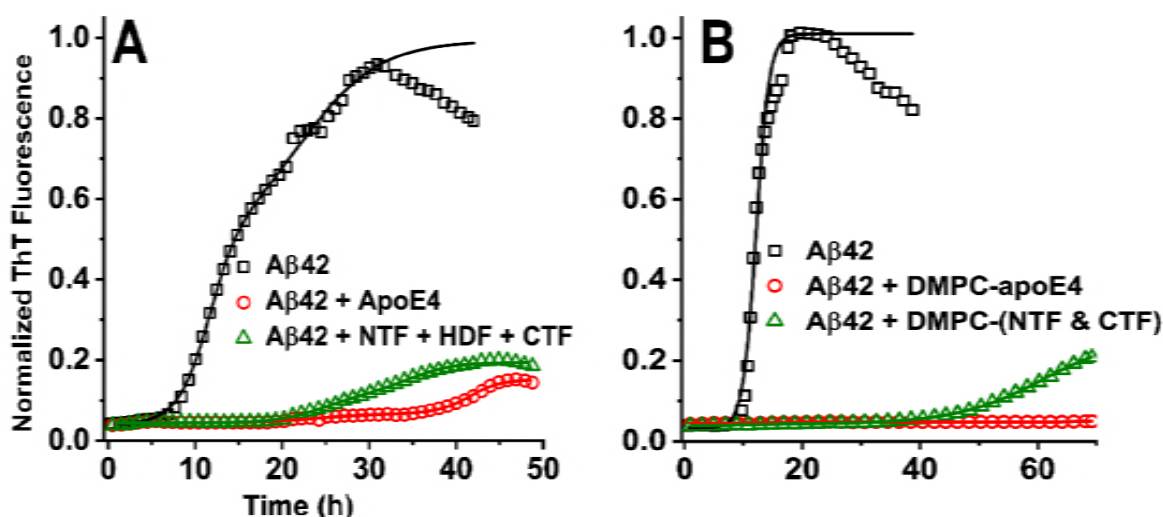 A
B
Normalized ThT Fluorescence
1.0
0.8
0.6
0.4
0.2
0.0
Aβ42
Aβ42 + ApoE4
Aβ42 + NTF + HDF + CTF
0 10 20 30 40 50
Time (h)
1.0
0.8
0.6
0.4
0.2
0.0
Aβ42
Aβ42 + DMPC-apoE4
Aβ42 + DMPC-(NTF & CTF)
0 20 40 60